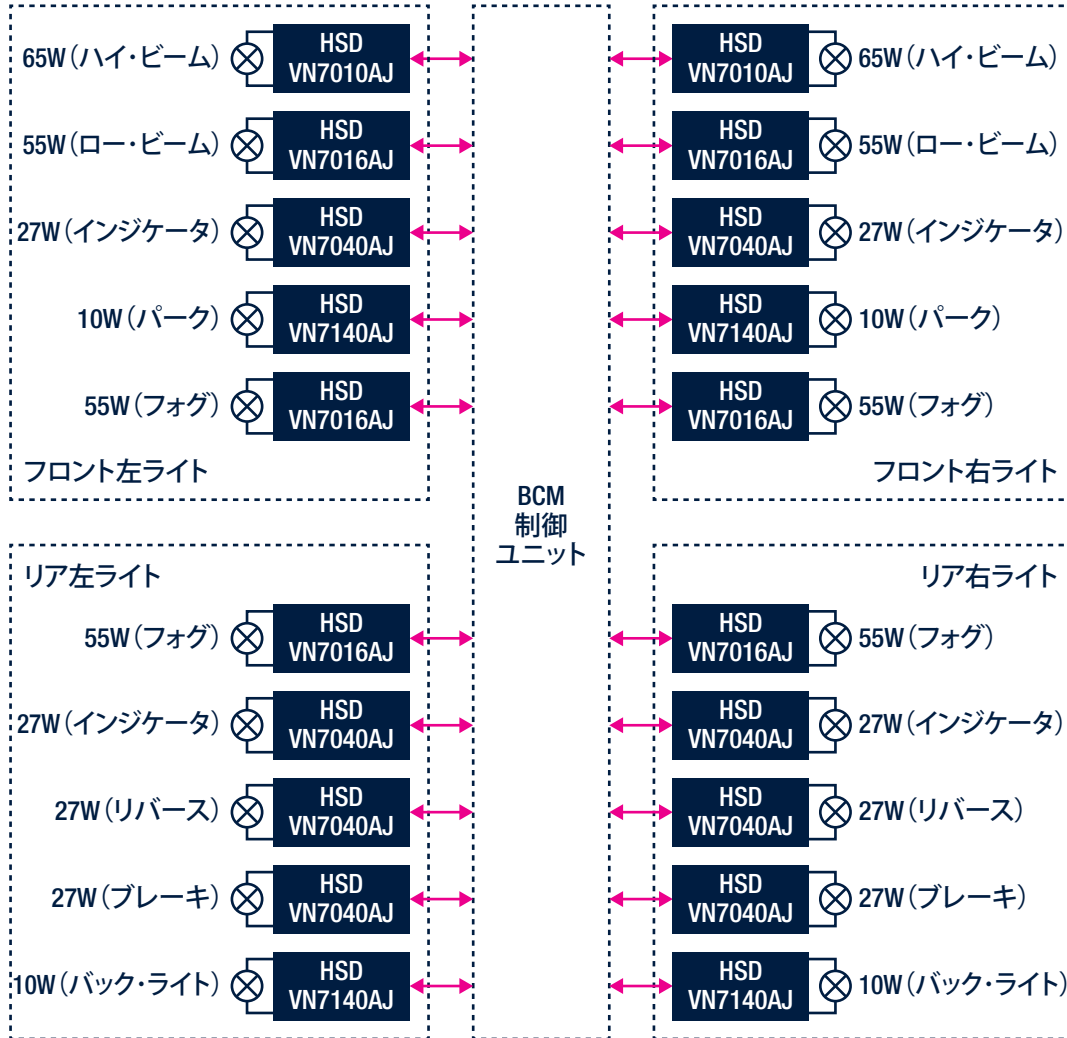 65W(ハイ・ビーム)
HSD
VN7010AJ
55W(ロー・ビーム)
HSD
VN7016AJ
27W(インジケータ)
HSD
VN7040AJ
10W(パーク)
HSD
VN7140AJ
55W(フォグ)
HSD
VN7016AJ
フロント左ライト
HSD
VN7010AJ
65W(ハイ・ビーム)
HSD
VN7016AJ
55W(ロー・ビーム)
HSD
VN7040AJ
27W(インジケータ)
HSD
VN7140AJ
10W(パーク)
HSD
VN7016AJ
55W(フォグ)
フロント右ライト
BCM
制御
ユニット
リア左ライト
55W(フォグ)
HSD
VN7016AJ
27W(インジケータ)
HSD
VN7040AJ
27W(リバース)
HSD
VN7040AJ
27W(ブレーキ)
HSD
VN7040AJ
10W(バック・ライト)
HSD
VN7140AJ
リア右ライト
HSD
VN7016AJ
55W(フォグ)
HSD
VN7040AJ
27W(インジケータ)
HSD
VN7040AJ
27W(リバース)
HSD
VN7040AJ
27W(ブレーキ)
HSD
VN7140AJ
10W(バック・ライト)